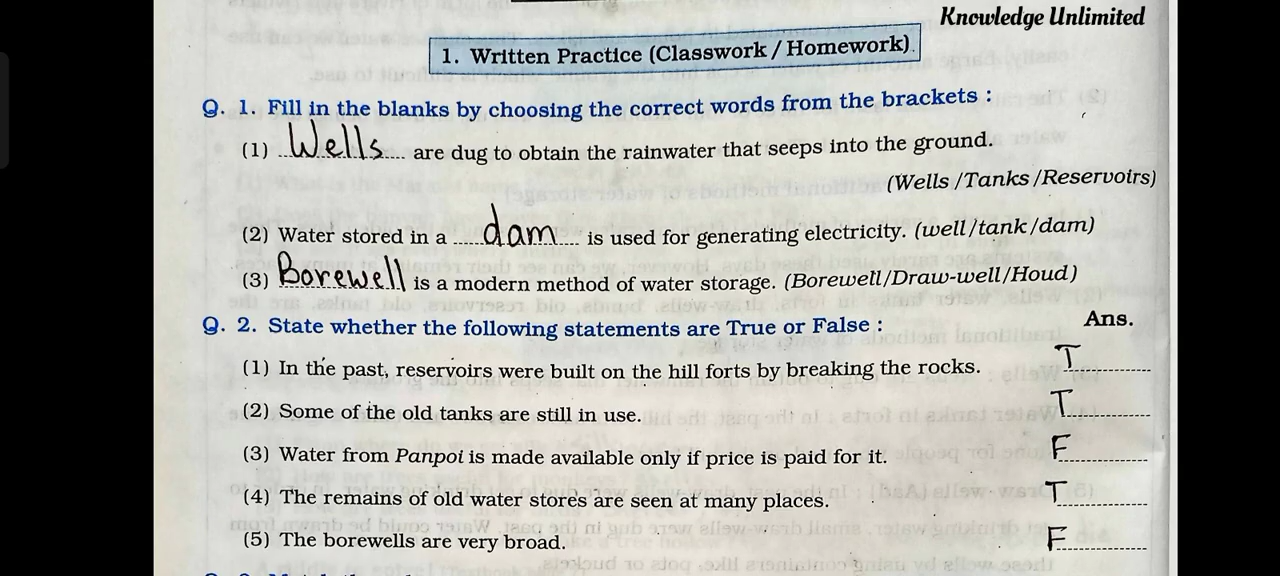 Knowledge Unlimited
1. Written Practice (Classwork / Homework).
Q. 1. Fill in the blanks by choosing the correct words from the brackets :
(1) Wells are dug to obtain the rainwater that seeps into the ground.
(Wells /Tanks /Reservoirs)
(2) Water stored in a dam is used for generating electricity. (well/tank/dam)
(3) Borewell is a modern method of water storage. (Borewell/Draw-well/Houd)
Q. 2. State whether the following statements are True or False : Ans.
(1) In the past, reservoirs were built on the hill forts by breaking the rocks. T
(2) Some of the old tanks are still in use. T
(3) Water from Panpoi is made available only if price is paid for it. F
(4) The remains of old water stores are seen at many places. T
(5) The borewells are very broad. F